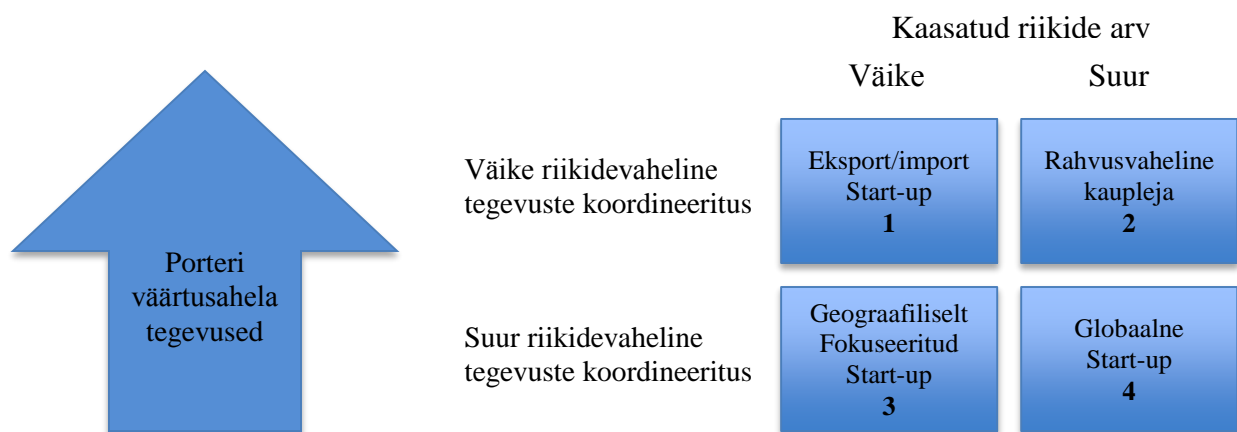 Kaasatud riikide arv
Väike Suur
Väike riikidevaheline
tegevuste koordineeritus
Eksport/import
Start-up
1
Rahvusvaheline
kaupleja
2
Porteri
väärtusahela
tegevused
Suur riikidevaheline
tegevuste koordineeritus
Geograafiliselt
Fokuseeritud
Start-up
3
Globaalne
Start-up
4